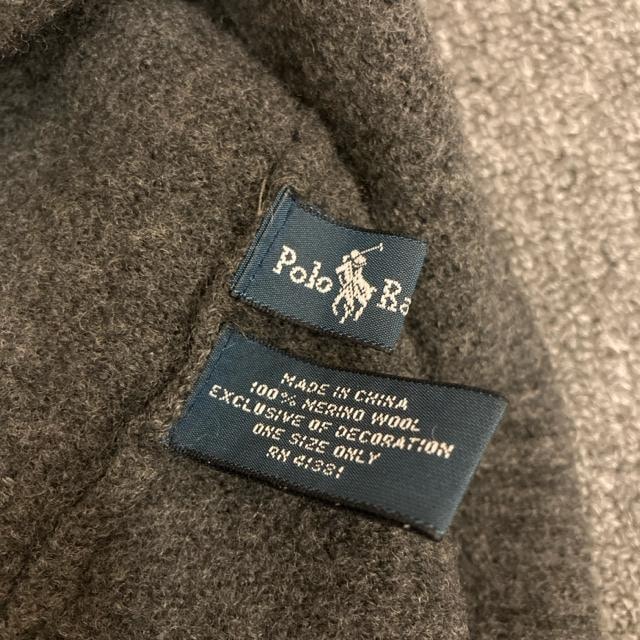 Polo Ra
MADE IN CHINA
100% MERINO WOOL
EXCLUSIVE OF DECORATION
ONE SIZE ONLY
RN 41381